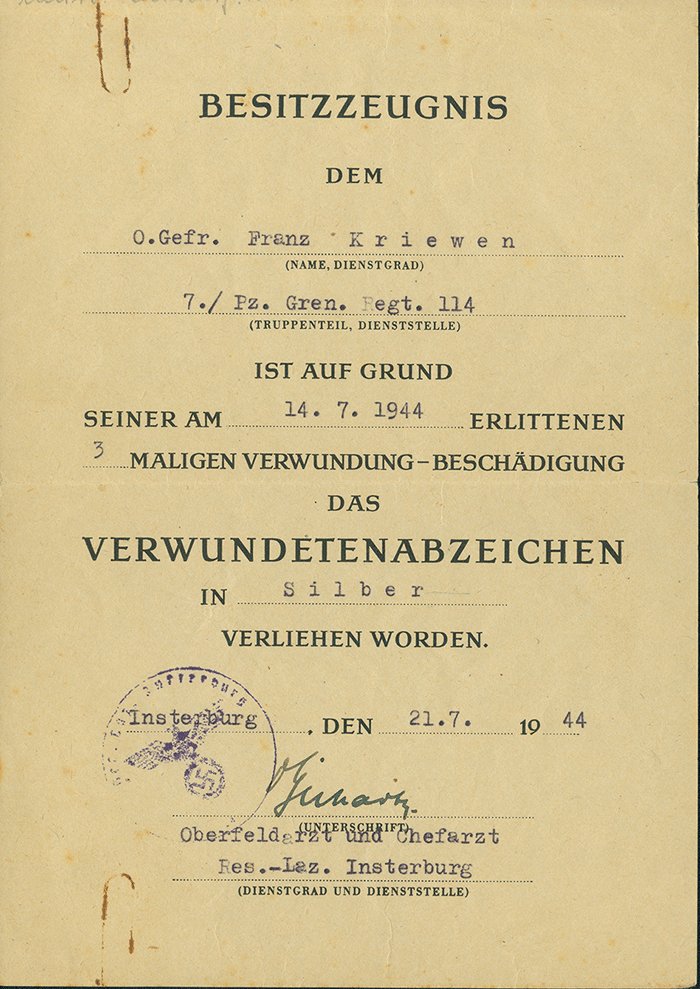 BESITZZEUGNIS
DEM
O.Gefr. Franz Kriewen
(NAME, DIENSTGRAD)
7./ Pz. Gren. Regt. 114
(TRUPPENTEIL, DIENSTSTELLE)
IST AUF GRUND
SEINER AM 14. 7. 1944 ERLITTENEN
3 MALIGEN VERWUNDUNG–BESCHÄDIGUNG
DAS
VERWUNDETENABZEICHEN
IN Silber
VERLIEHEN WORDEN.
Insterburg, DEN 21.7. 19 44
(UNTERSCHRIFT)
Oberfeldarzt und Chefarzt
Res.-Laz. Insterburg
(DIENSTGRAD UND DIENSTSTELLE)